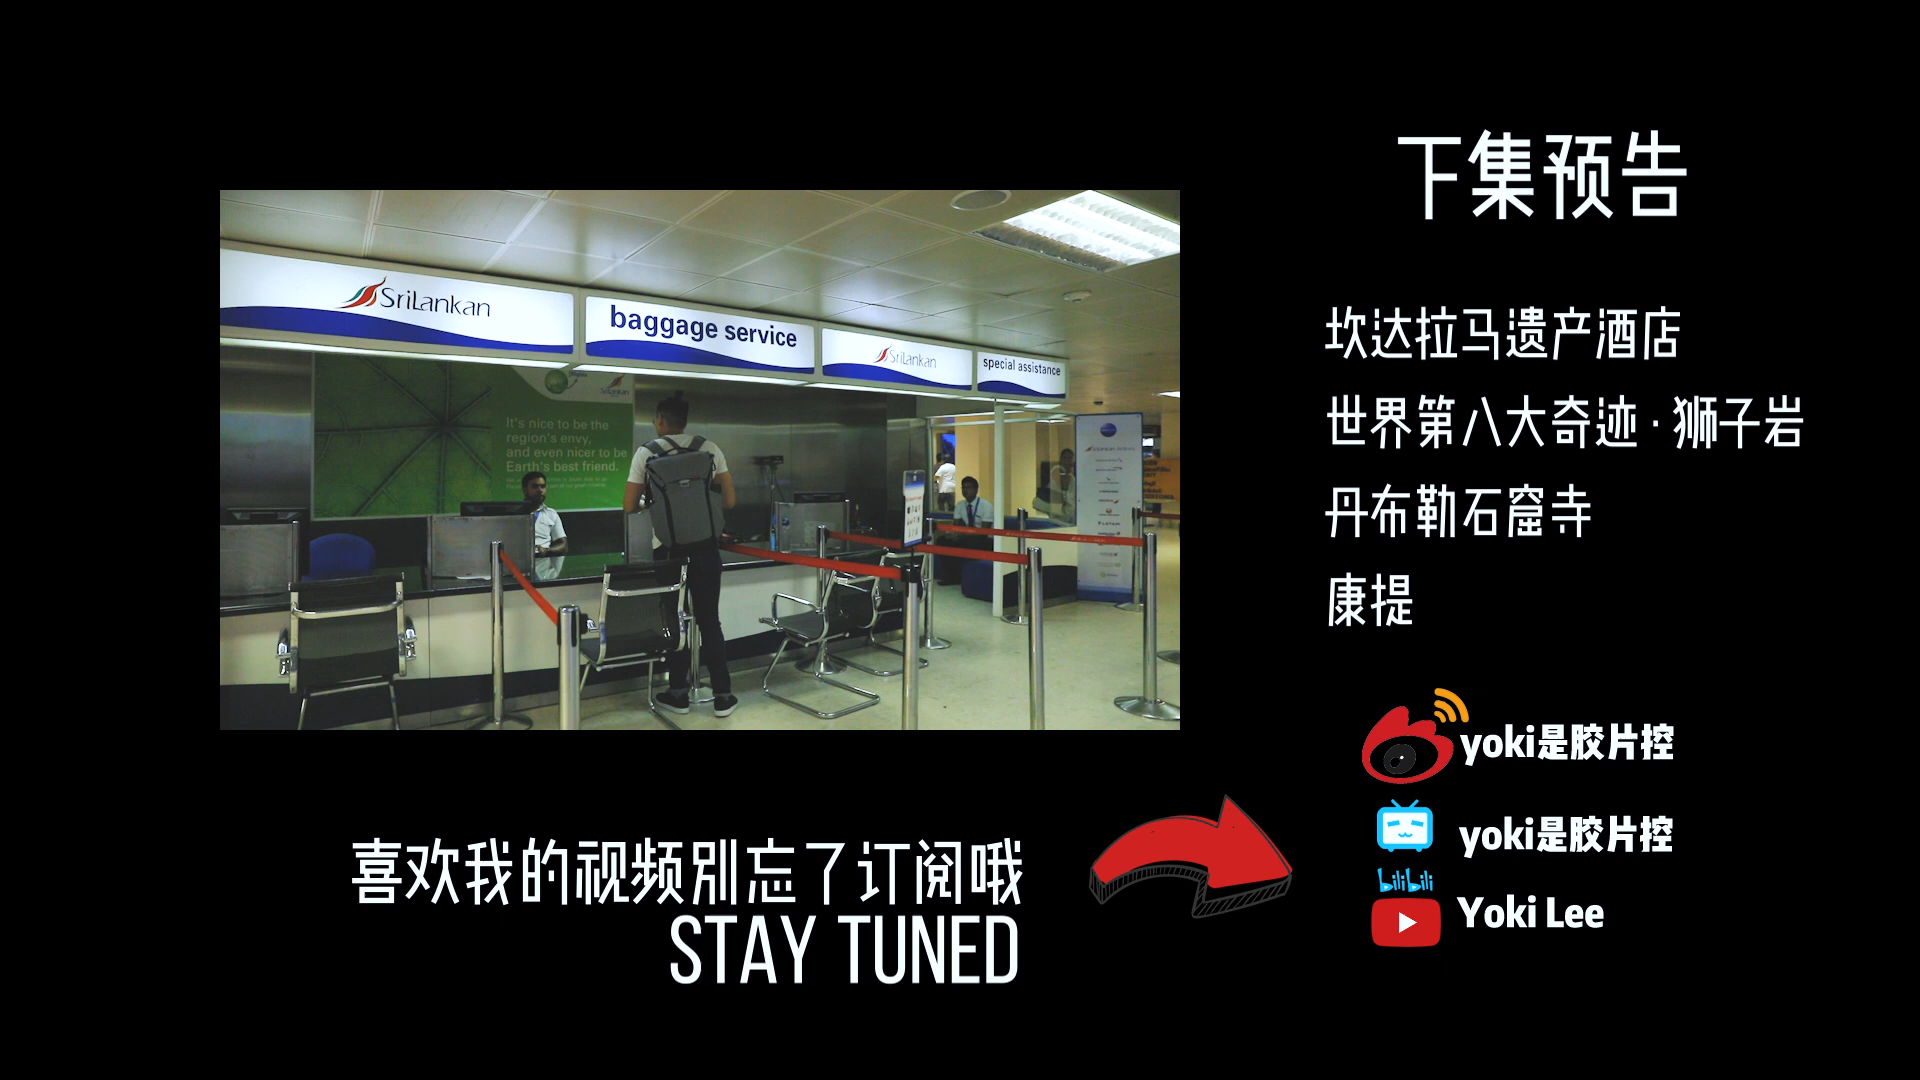 下集预告
SriLankan
baggage service
SriLankan
special assistance
It's nice to be the
region's envy,
and even nicer to be
Earth's best friend.
坎达拉马遗产酒店
世界第八大奇迹·狮子岩
丹布勒石窟寺
康提
yoki是胶片控
yoki是胶片控
bilibili
Yoki Lee
喜欢我的视频别忘了订阅哦
STAY TUNED